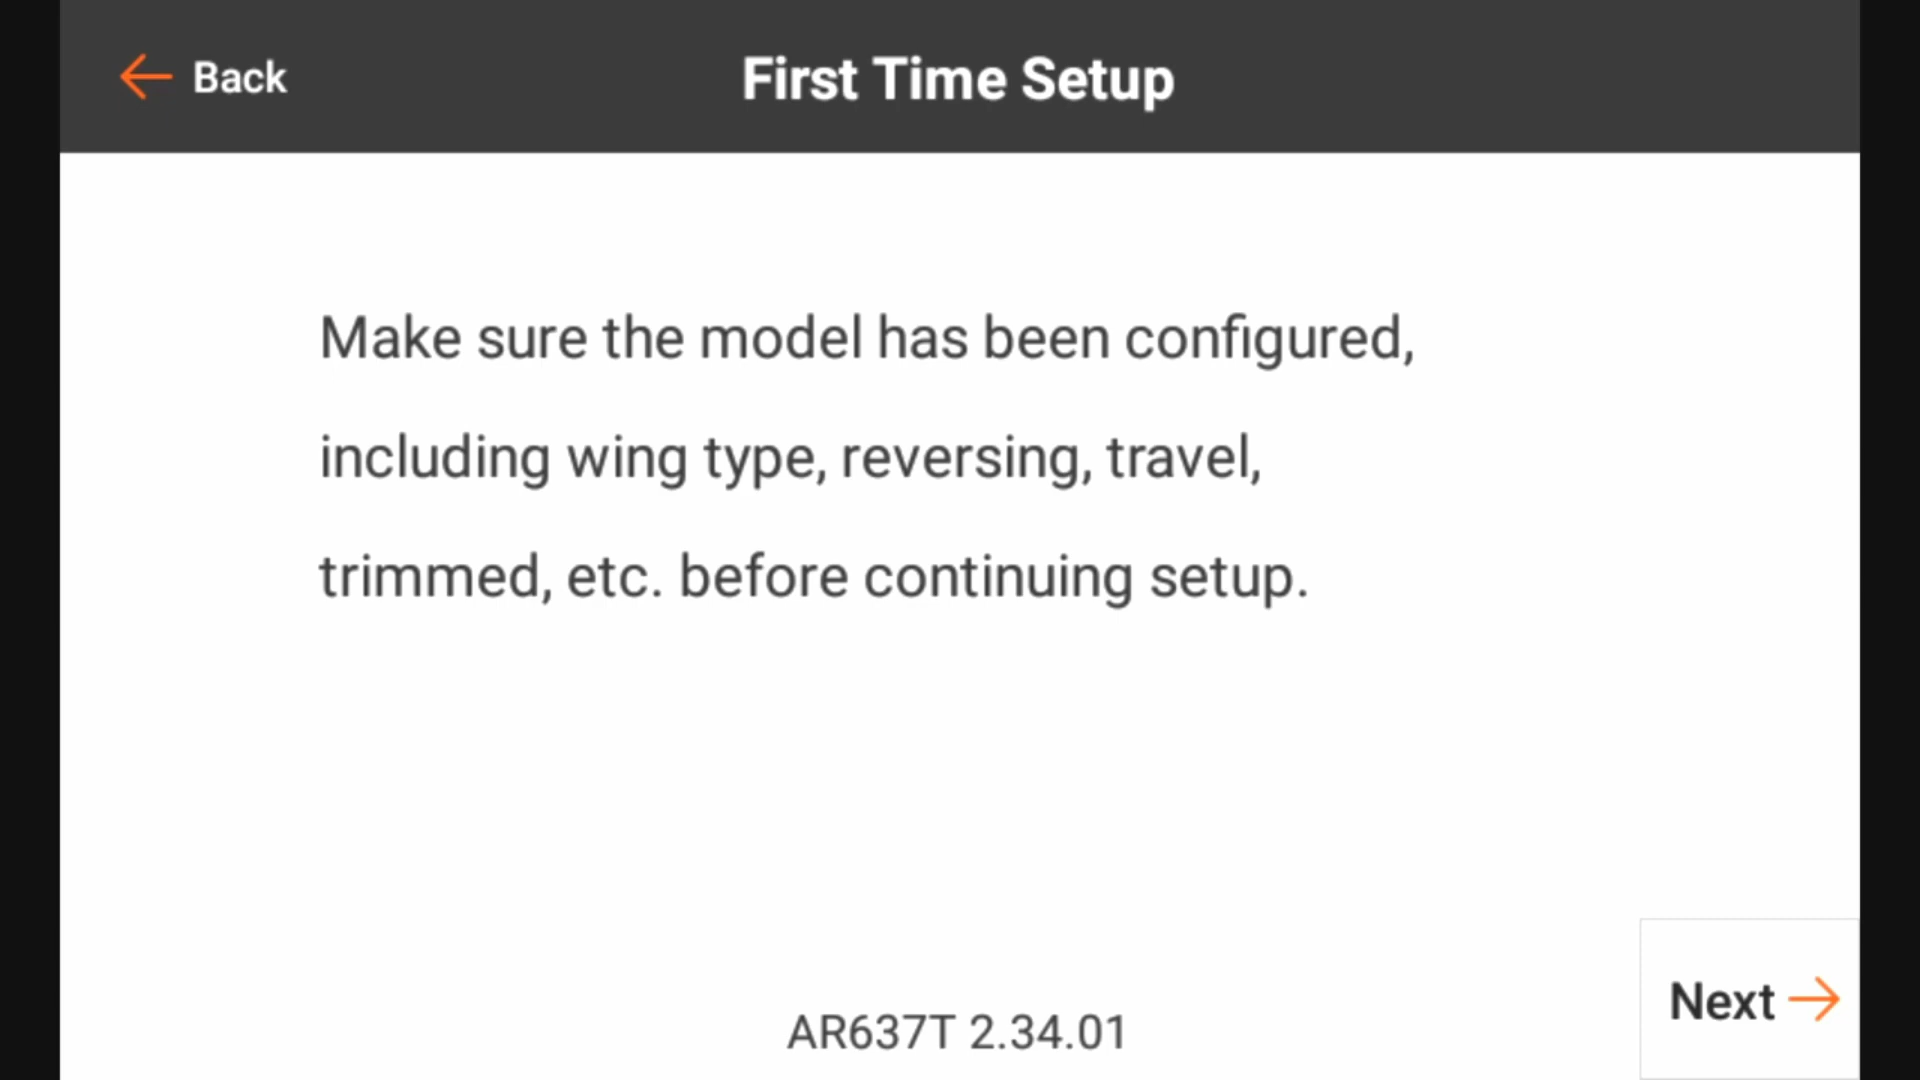 Back
First Time Setup
Make sure the model has been configured,
including wing type, reversing, travel,
trimmed, etc. before continuing setup.
Next
AR637T 2.34.01